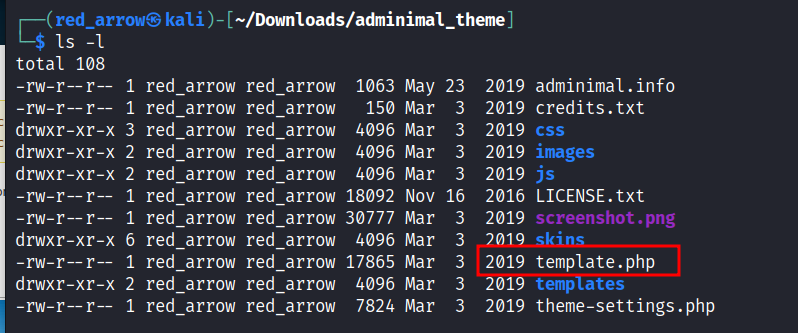 ┌──(red_arrow㉿kali)-[~/Downloads/adminimal_theme]
└─$ ls -l
total 108
-rw-r--r-- 1 red_arrow red_arrow  1063 May 23  2019 adminimal.info
-rw-r--r-- 1 red_arrow red_arrow   150 Mar  3  2019 credits.txt
drwxr-xr-x 3 red_arrow red_arrow  4096 Mar  3  2019 css
drwxr-xr-x 2 red_arrow red_arrow  4096 Mar  3  2019 images
drwxr-xr-x 2 red_arrow red_arrow  4096 Mar  3  2019 js
-rw-r--r-- 1 red_arrow red_arrow 18092 Nov 16  2016 LICENSE.txt
-rw-r--r-- 1 red_arrow red_arrow 30777 Mar  3  2019 screenshot.png
drwxr-xr-x 6 red_arrow red_arrow  4096 Mar  3  2019 skins
-rw-r--r-- 1 red_arrow red_arrow 17865 Mar  3  2019 template.php
drwxr-xr-x 2 red_arrow red_arrow  4096 Mar  3  2019 templates
-rw-r--r-- 1 red_arrow red_arrow  7824 Mar  3  2019 theme-settings.php